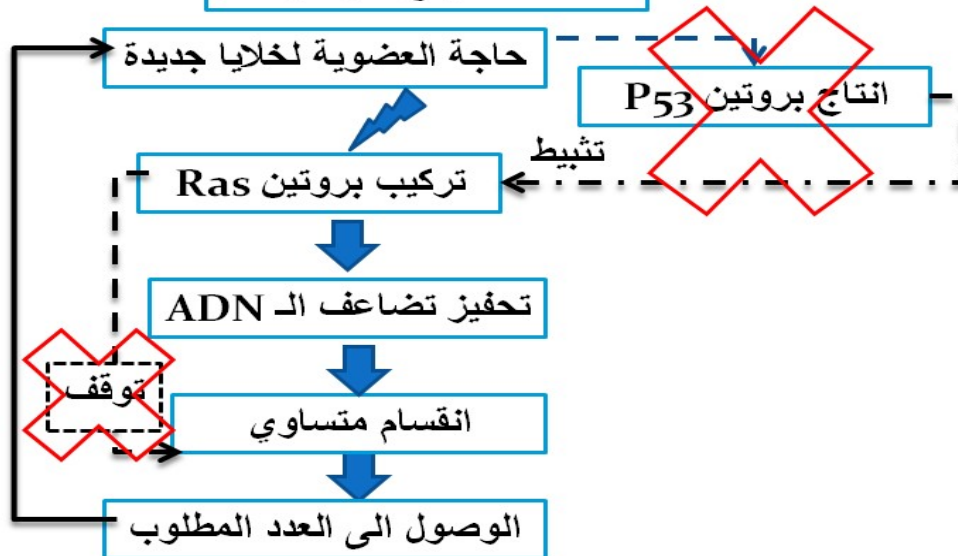 حاجة العضوية لخلايا جديدة
انتاج بروتين P53
تثبيط
تركيب بروتين Ras
تحفيز تضاعف الـ ADN
توقف
انقسام متساوي
الوصول الى العدد المطلوب